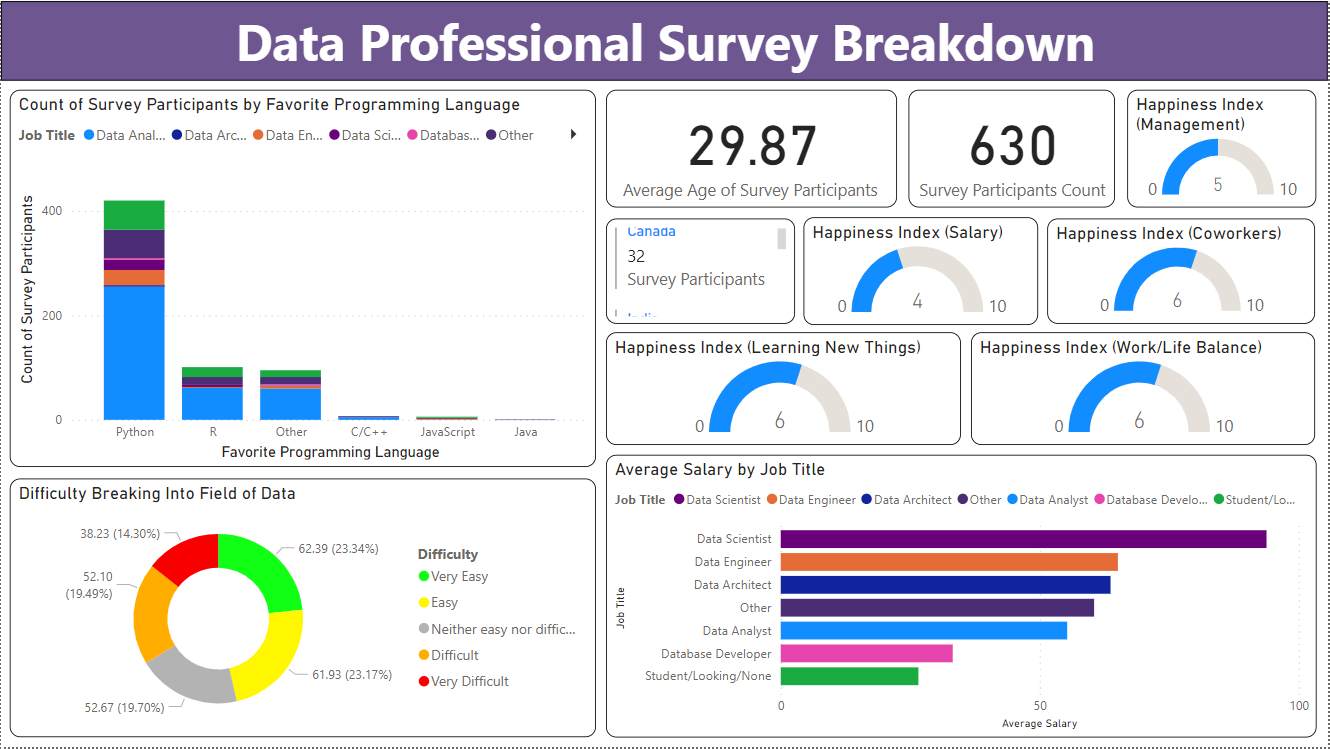 Data Professional Survey Breakdown
Count of Survey Participants by Favorite Programming Language
Job Title Data Anal... Data Arc... Data En... Data Sci... Databas... Other
Count of Survey Participants
400
200
0
Python R Other C/C++ JavaScript Java
Favorite Programming Language
29.87
Average Age of Survey Participants
630
Survey Participants Count
Happiness Index
(Management)
0 5 10
Canada
32
Survey Participants
Happiness Index (Salary)
0 4 10
Happiness Index (Coworkers)
0 6 10
Happiness Index (Learning New Things)
0 6 10
Happiness Index (Work/Life Balance)
0 6 10
Difficulty Breaking Into Field of Data
38.23 (14.30%)
62.39 (23.34%)
52.10
(19.49%)
61.93 (23.17%)
52.67 (19.70%)
Difficulty
Very Easy
Easy
Neither easy nor diffic...
Difficult
Very Difficult
Average Salary by Job Title
Job Title Data Scientist Data Engineer Data Architect Other Data Analyst Database Develo... Student/Lo...
Job Title
Data Scientist
Data Engineer
Data Architect
Other
Data Analyst
Database Developer
Student/Looking/None
0 50 100
Average Salary